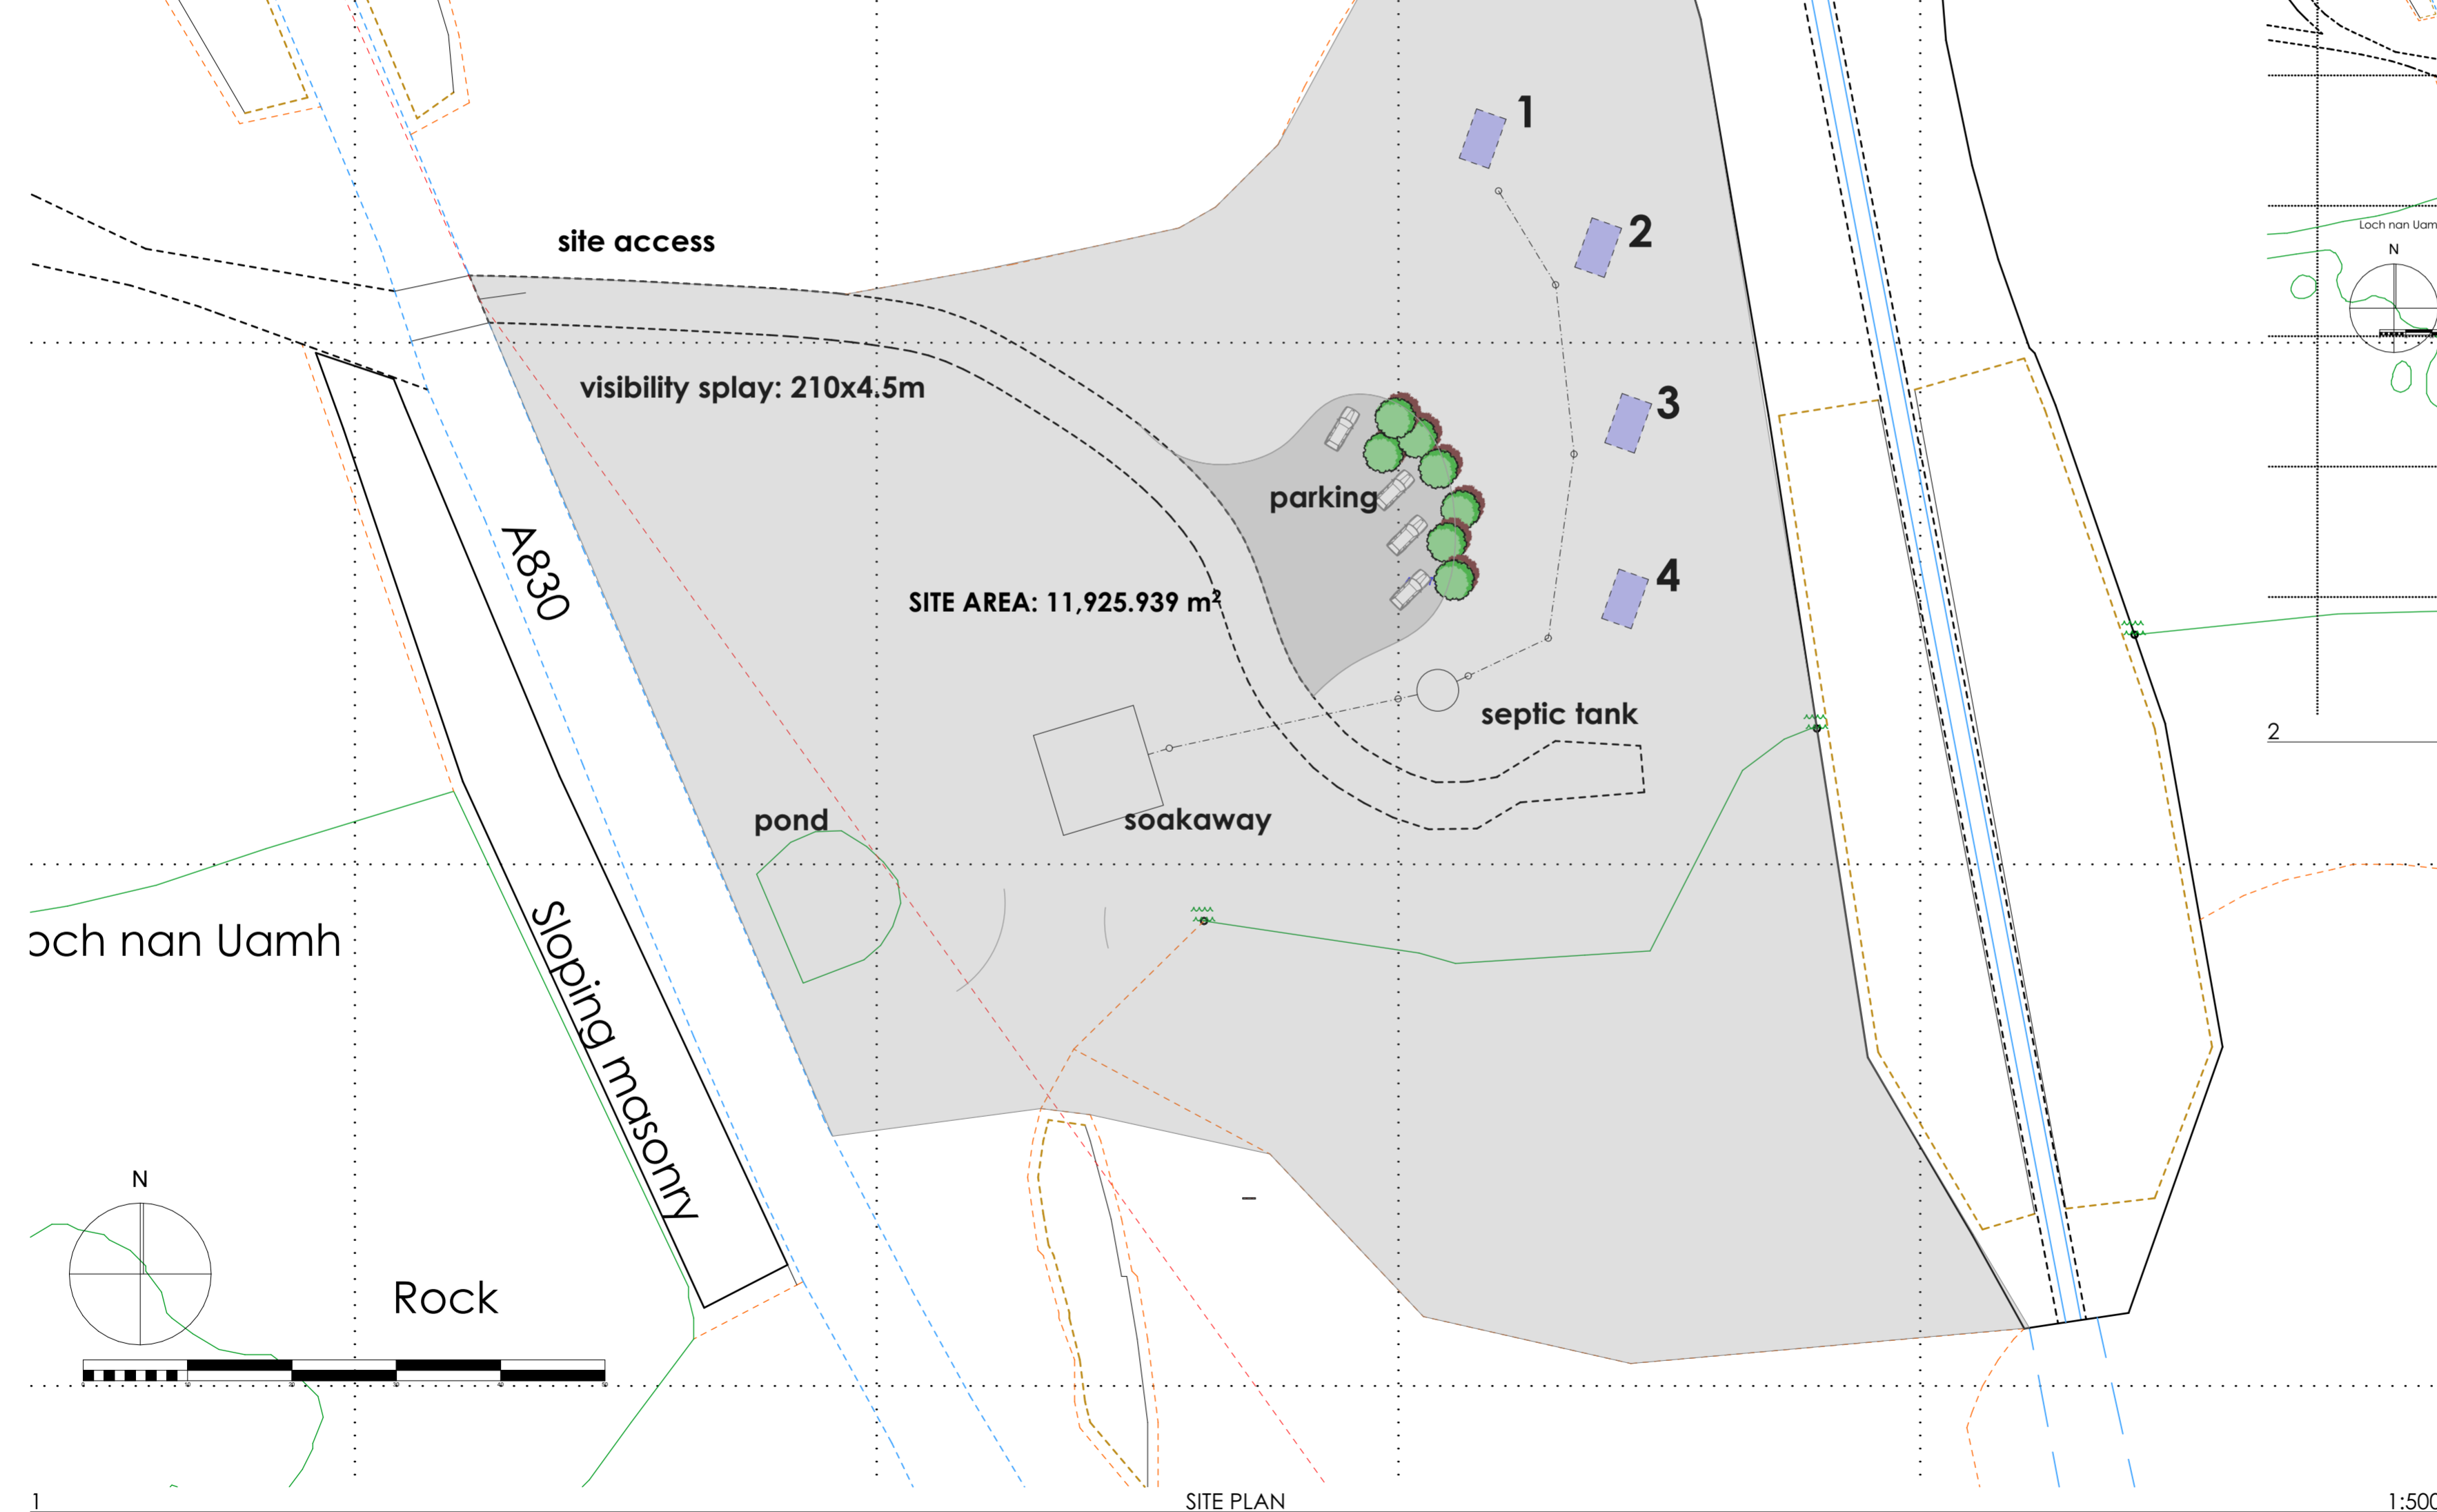 1
2
site access
Loch nan Uam
N
visibility splay: 210x4.5m
3
parking
A830
4
SITE AREA: 11,925.939 m²
septic tank
2
pond
soakaway
och nan Uamh
Sloping masonry
N
Rock
1
SITE PLAN
1:500